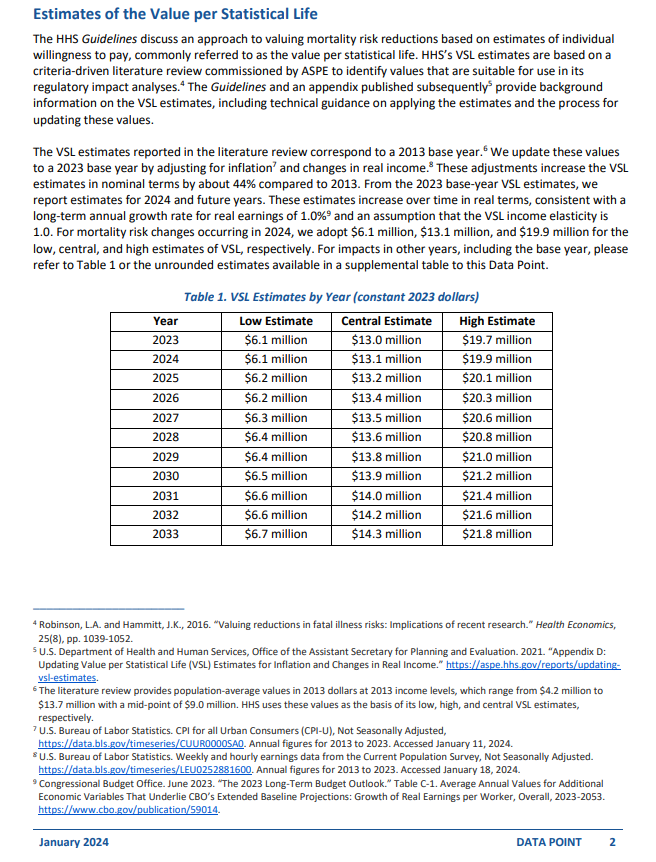 Estimates of the Value per Statistical Life
The HHS Guidelines discuss an approach to valuing mortality risk reductions based on estimates of individual
willingness to pay, commonly referred to as the value per statistical life. HHS’s VSL estimates are based on a
criteria-driven literature review commissioned by ASPE to identify values that are suitable for use in its
regulatory impact analyses.4 The Guidelines and an appendix published subsequently5 provide background
information on the VSL estimates, including technical guidance on applying the estimates and the process for
updating these values.
The VSL estimates reported in the literature review correspond to a 2013 base year.6 We update these values
to a 2023 base year by adjusting for inflation7 and changes in real income.8 These adjustments increase the VSL
estimates in nominal terms by about 44% compared to 2013. From the 2023 base-year VSL estimates, we
report estimates for 2024 and future years. These estimates increase over time in real terms, consistent with a
long-term annual growth rate for real earnings of 1.0%9 and an assumption that the VSL income elasticity is
1.0. For mortality risk changes occurring in 2024, we adopt $6.1 million, $13.1 million, and $19.9 million for the
low, central, and high estimates of VSL, respectively. For impacts in other years, including the base year, please
refer to Table 1 or the unrounded estimates available in a supplemental table to this Data Point.
Table 1. VSL Estimates by Year (constant 2023 dollars)
Year Low Estimate Central Estimate High Estimate
2023 $6.1 million $13.0 million $19.7 million
2024 $6.1 million $13.1 million $19.9 million
2025 $6.2 million $13.2 million $20.1 million
2026 $6.2 million $13.4 million $20.3 million
2027 $6.3 million $13.5 million $20.6 million
2028 $6.4 million $13.6 million $20.8 million
2029 $6.4 million $13.8 million $21.0 million
2030 $6.5 million $13.9 million $21.2 million
2031 $6.6 million $14.0 million $21.4 million
2032 $6.6 million $14.2 million $21.6 million
2033 $6.7 million $14.3 million $21.8 million
4 Robinson, L.A. and Hammitt, J.K., 2016. “Valuing reductions in fatal illness risks: Implications of recent research.” Health Economics,
25(8), pp. 1039-1052.
5 U.S. Department of Health and Human Services, Office of the Assistant Secretary for Planning and Evaluation. 2021. “Appendix D:
Updating Value per Statistical Life (VSL) Estimates for Inflation and Changes in Real Income.” https://aspe.hhs.gov/reports/updating-
vsl-estimates.
6 The literature review provides population-average values in 2013 dollars at 2013 income levels, which range from $4.2 million to
$13.7 million with a mid-point of $9.0 million. HHS uses these values as the basis of its low, high, and central VSL estimates,
respectively.
7 U.S. Bureau of Labor Statistics. CPI for all Urban Consumers (CPI-U), Not Seasonally Adjusted,
https://data.bls.gov/timeseries/CUUR0000SA0. Annual figures for 2013 to 2023. Accessed January 11, 2024.
8 U.S. Bureau of Labor Statistics. Weekly and hourly earnings data from the Current Population Survey, Not Seasonally Adjusted.
https://data.bls.gov/timeseries/LEU0252881600. Annual figures for 2013 to 2023. Accessed January 18, 2024.
9 Congressional Budget Office. June 2023. “The 2023 Long-Term Budget Outlook.” Table C-1. Average Annual Values for Additional
Economic Variables That Underlie CBO’s Extended Baseline Projections: Growth of Real Earnings per Worker, Overall, 2023-2053.
https://www.cbo.gov/publication/59014.
January 2024 DATA POINT 2